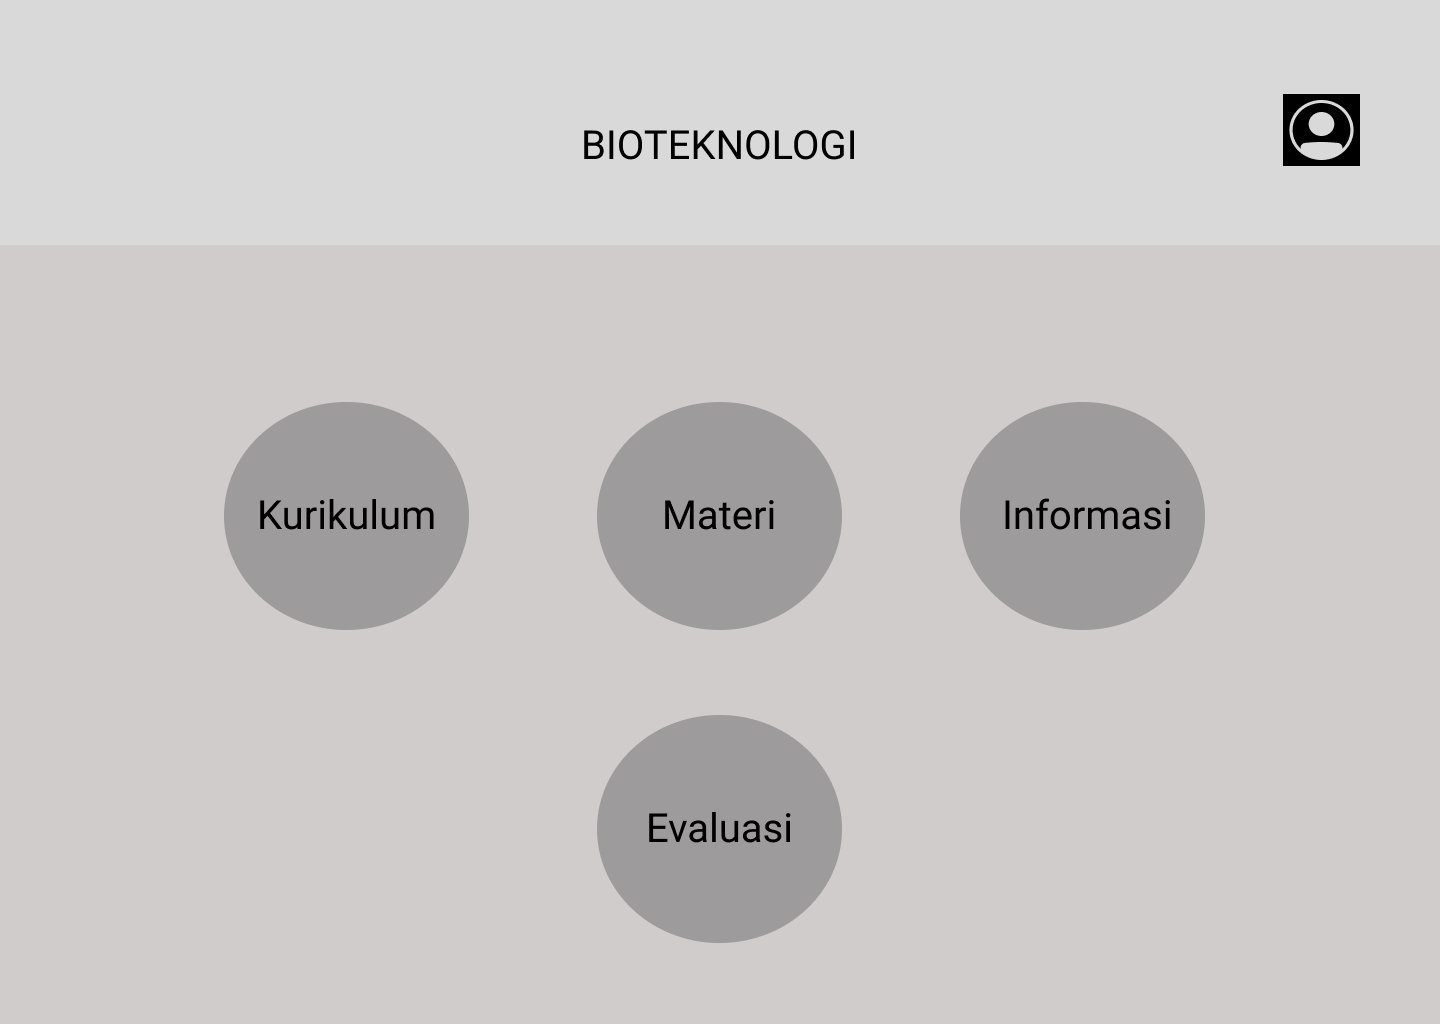 BIOTEKNOLOGI
Kurikulum
Materi
Informasi
Evaluasi